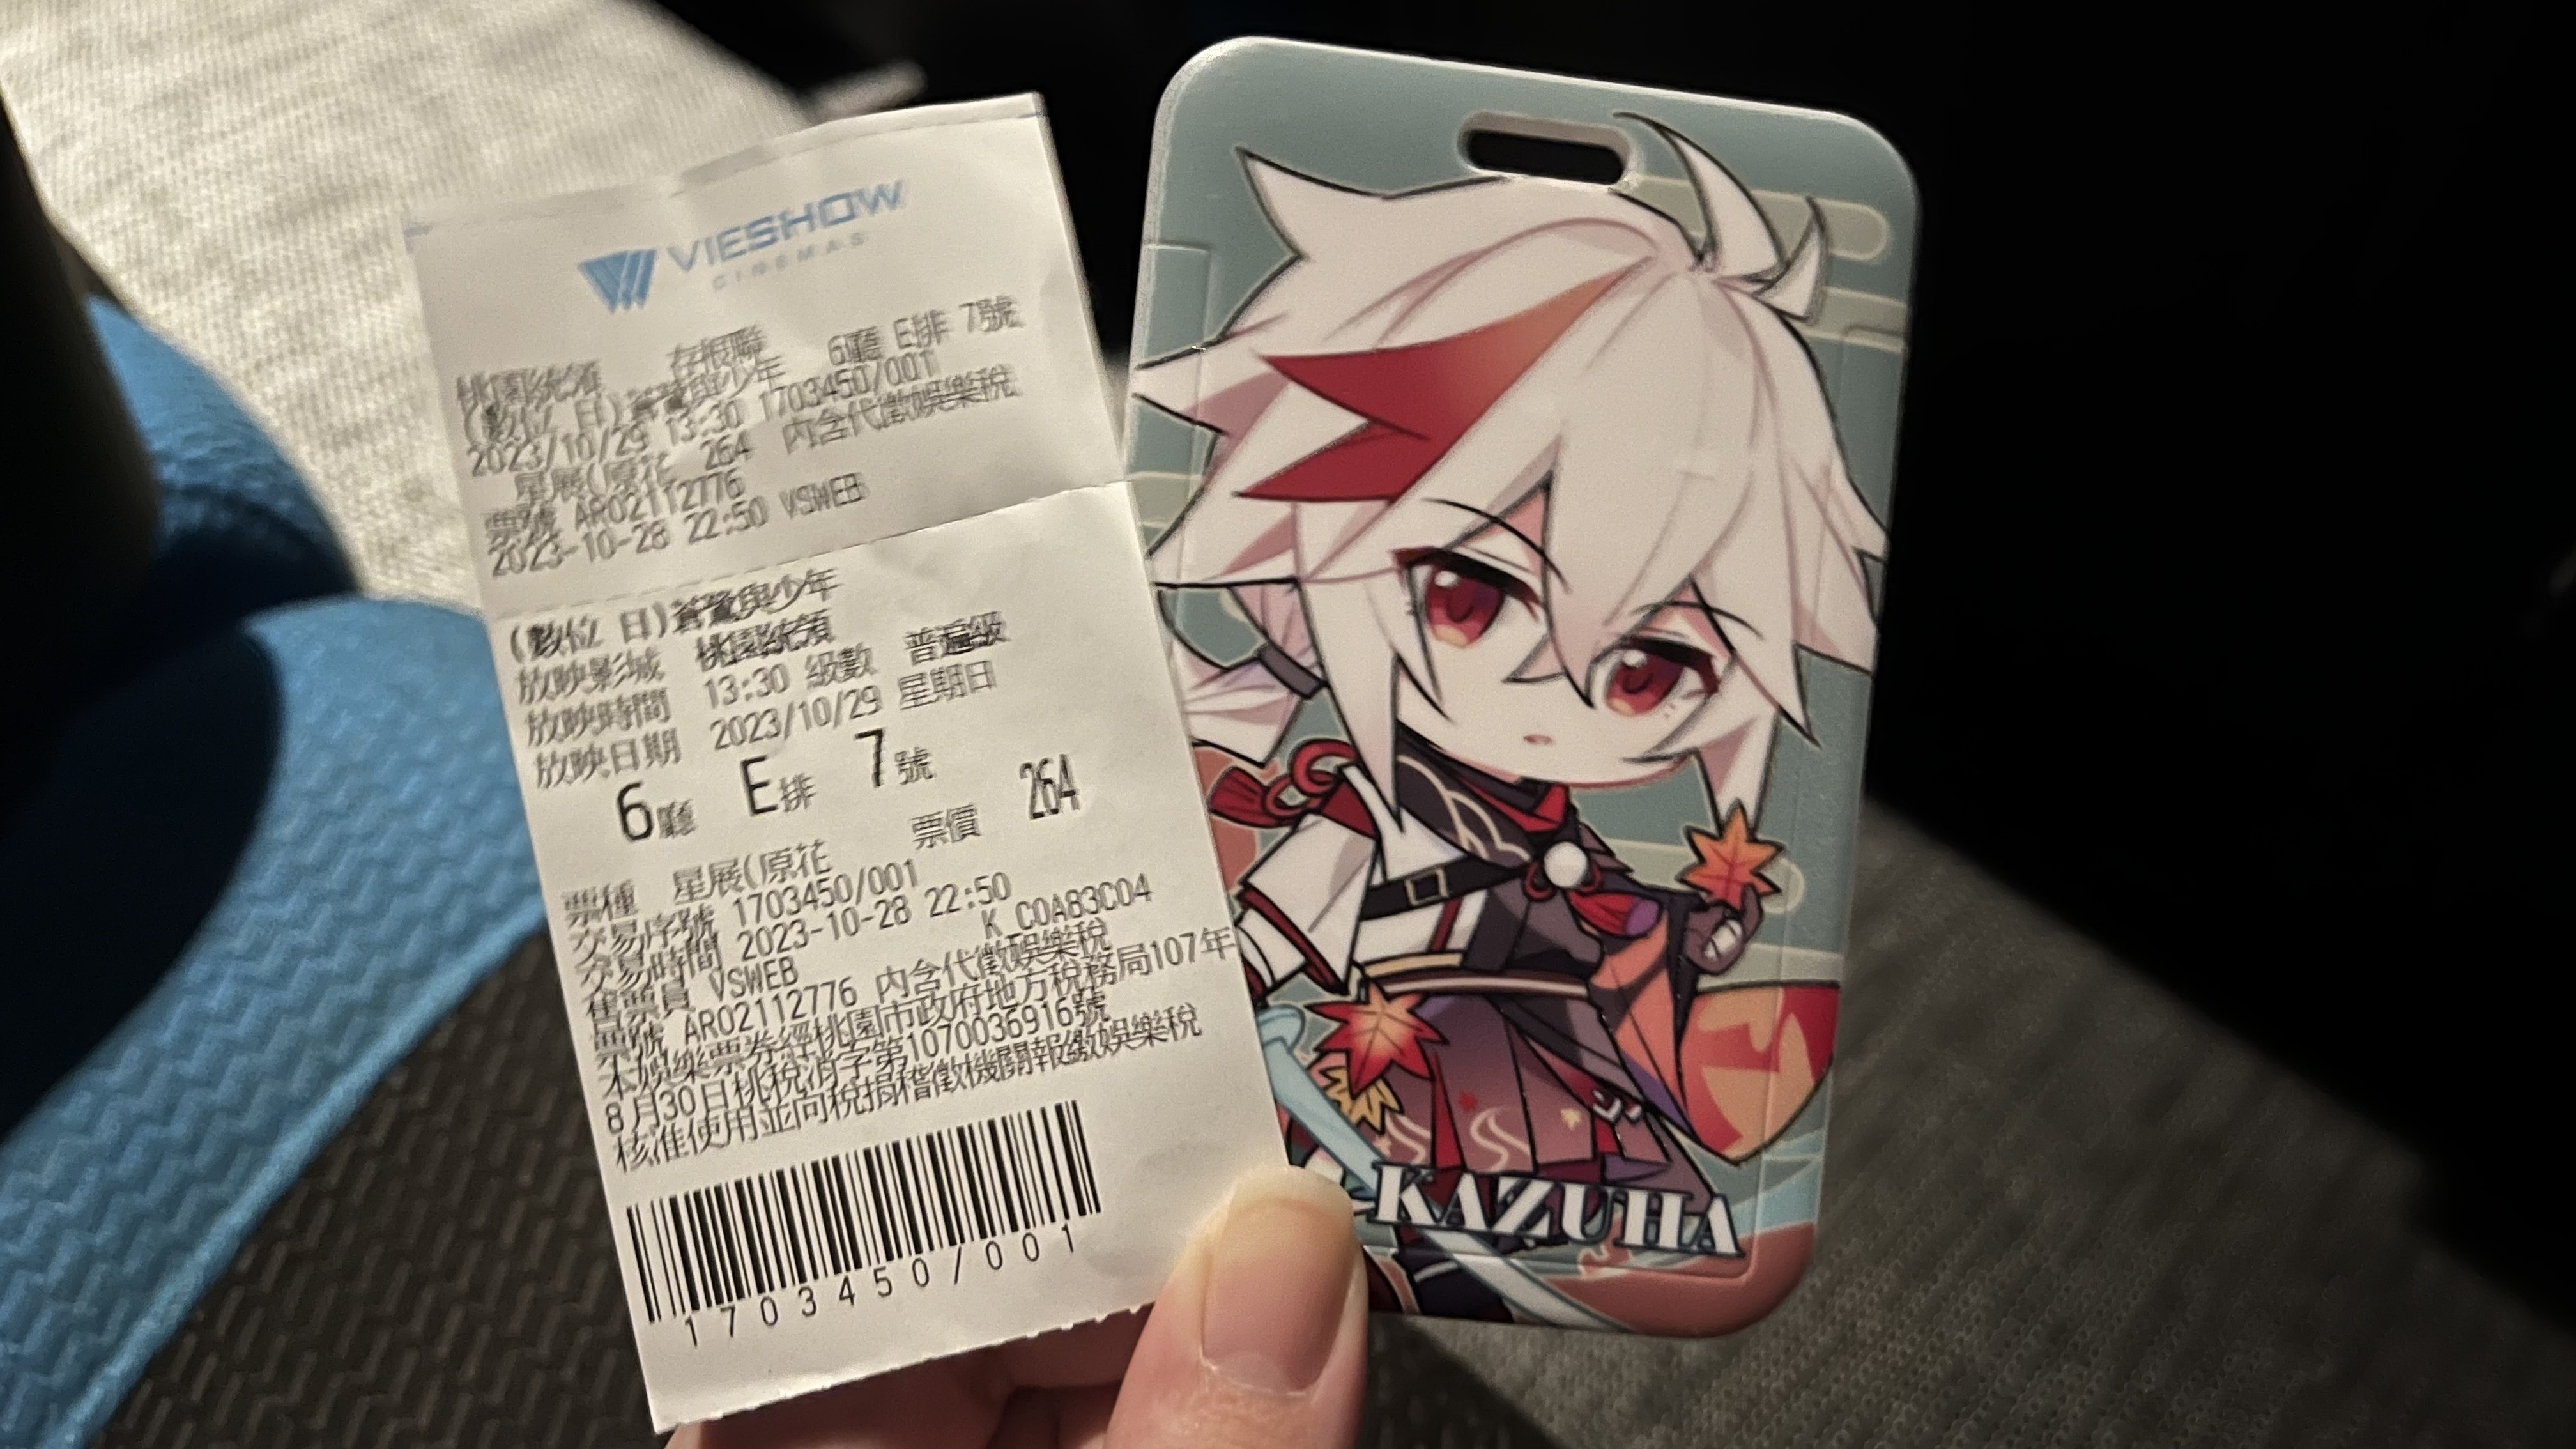 VIESHOW
CINEMAS
桃園統領 存根聯 6廳 E排 7號
(數位 日)蒼鷺與少年
2023/10/29 13:30 1703450/001
星展(原花 264 內含代徵娛樂稅
票號 AR02112776
2023-10-28 22:50 VSWEB
(數位 日)蒼鷺與少年
放映影城 桃園統領
放映時間 13:30 級數 普遍級
放映日期 2023/10/29 星期日
6廳 E排 7號
票種 星展(原花 票價 264
交易序號 1703450/001
交易時間 2023-10-28 22:50
售票員 VSWEB K C0A83C04
票號 AR02112776 內含代徵娛樂稅
本娛樂票券經桃園市政府地方稅務局107年
8月30日桃稅消字第1070036916號
核准使用並向稅捐稽徵機關報繳娛樂稅
1703450/001
KAZUHA